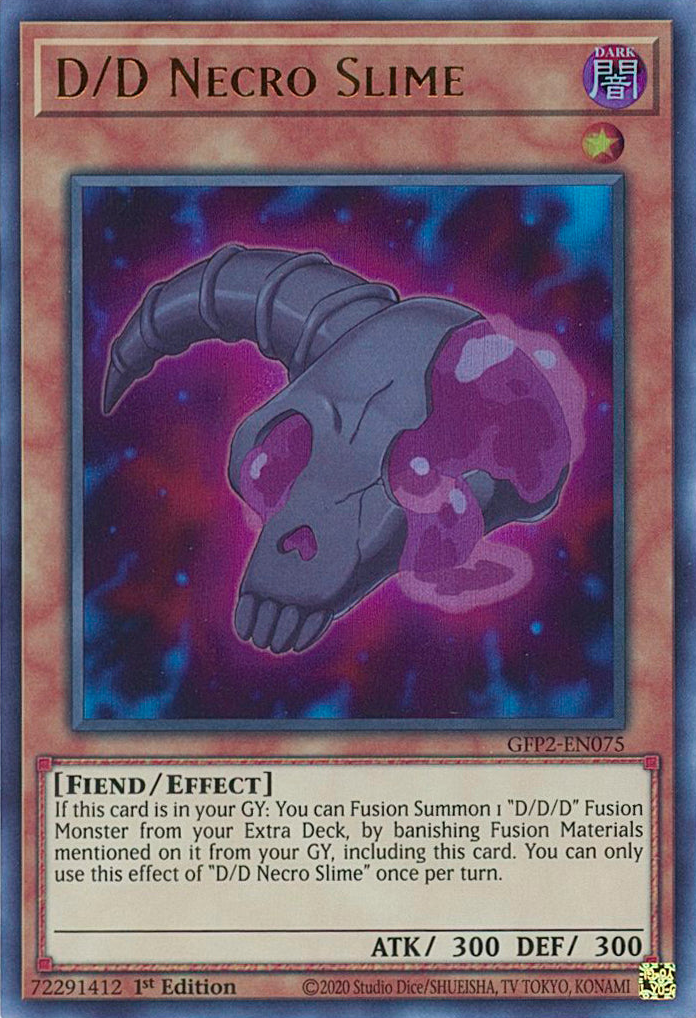 D/D Necro Slime
DARK
闇
GFP2-EN075
[Fiend/Effect]
If this card is in your GY: You can Fusion Summon 1 "D/D/D" Fusion
Monster from your Extra Deck, by banishing Fusion Materials
mentioned on it from your GY, including this card. You can only
use this effect of "D/D Necro Slime" once per turn.
ATK/ 300 DEF/ 300
72291412 1st Edition ©2020 Studio Dice/SHUEISHA, TV TOKYO, KONAMI